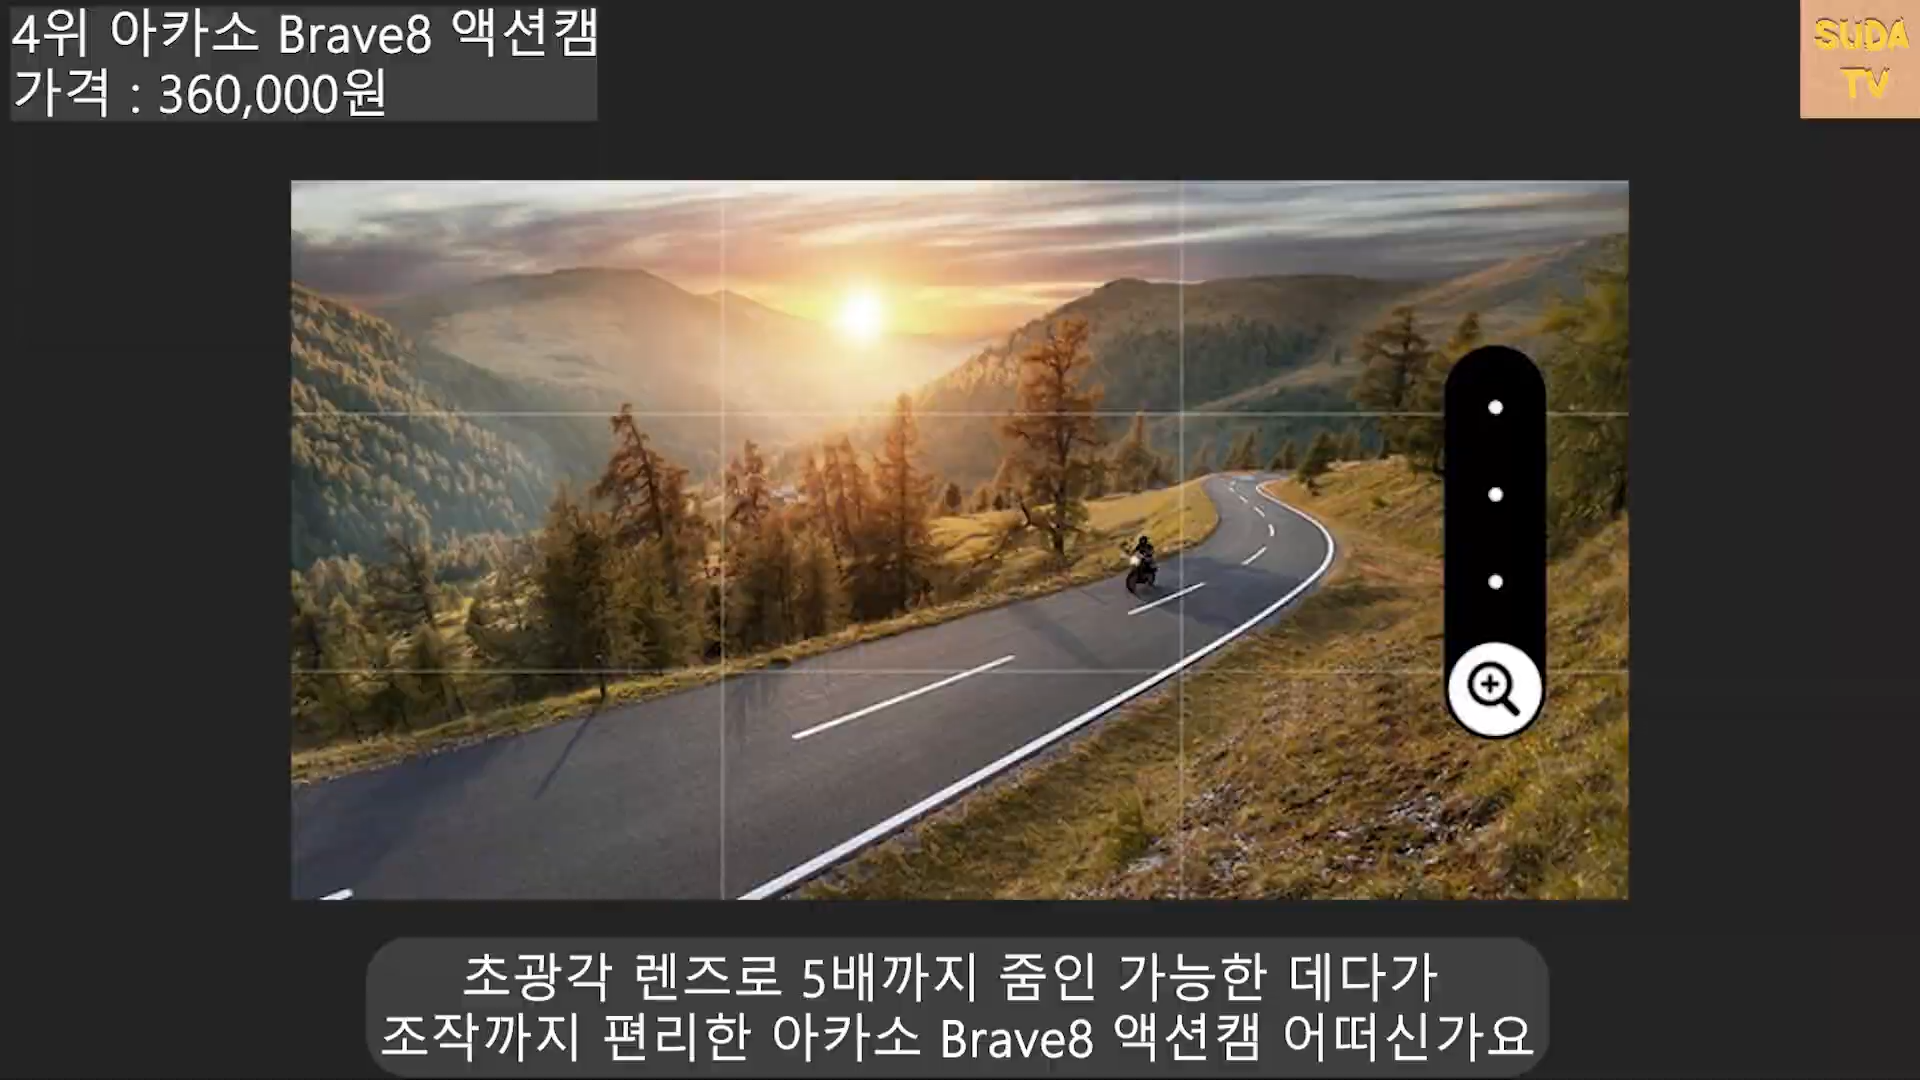 4위 아카소 Brave8 액션캠
가격 : 360,000원
SUDA
TV
초광각 렌즈로 5배까지 줌인 가능한 데다가
조작까지 편리한 아카소 Brave8 액션캠 어떠신가요